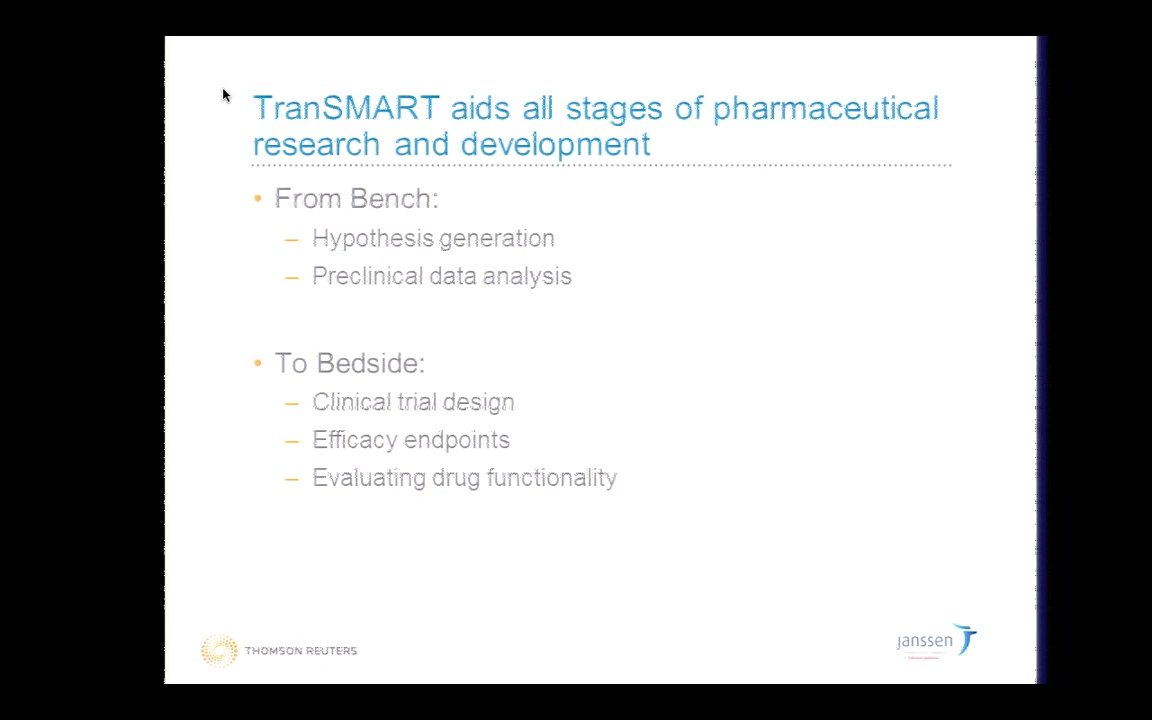 TranSMART aids all stages of pharmaceutical
research and development
• From Bench:
– Hypothesis generation
– Preclinical data analysis
• To Bedside:
– Clinical trial design
– Efficacy endpoints
– Evaluating drug functionality
THOMSON REUTERS
janssen